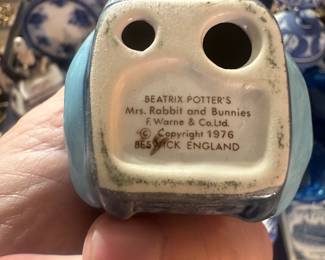 BEATRIX POTTER'S
Mrs. Rabbit and Bunnies
F. Warne & Co. Ltd.
© Copyright 1976
BESWICK ENGLAND